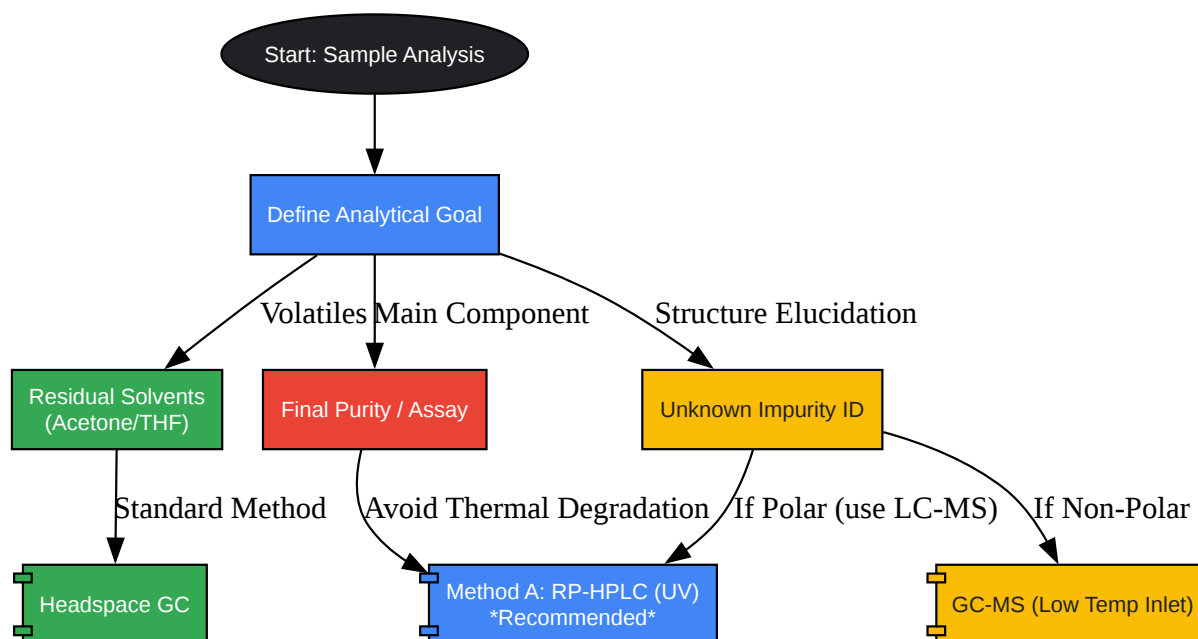 Start: Sample Analysis
Define Analytical Goal
Volatiles
Main Component
Structure Elucidation
Residual Solvents
(Acetone/THF)
Final Purity / Assay
Unknown Impurity ID
Standard Method
Avoid Thermal Degradation
If Polar (use LC-MS)
If Non-Polar
Headspace GC
Method A: RP-HPLC (UV)
*Recommended*
GC-MS (Low Temp Inlet)